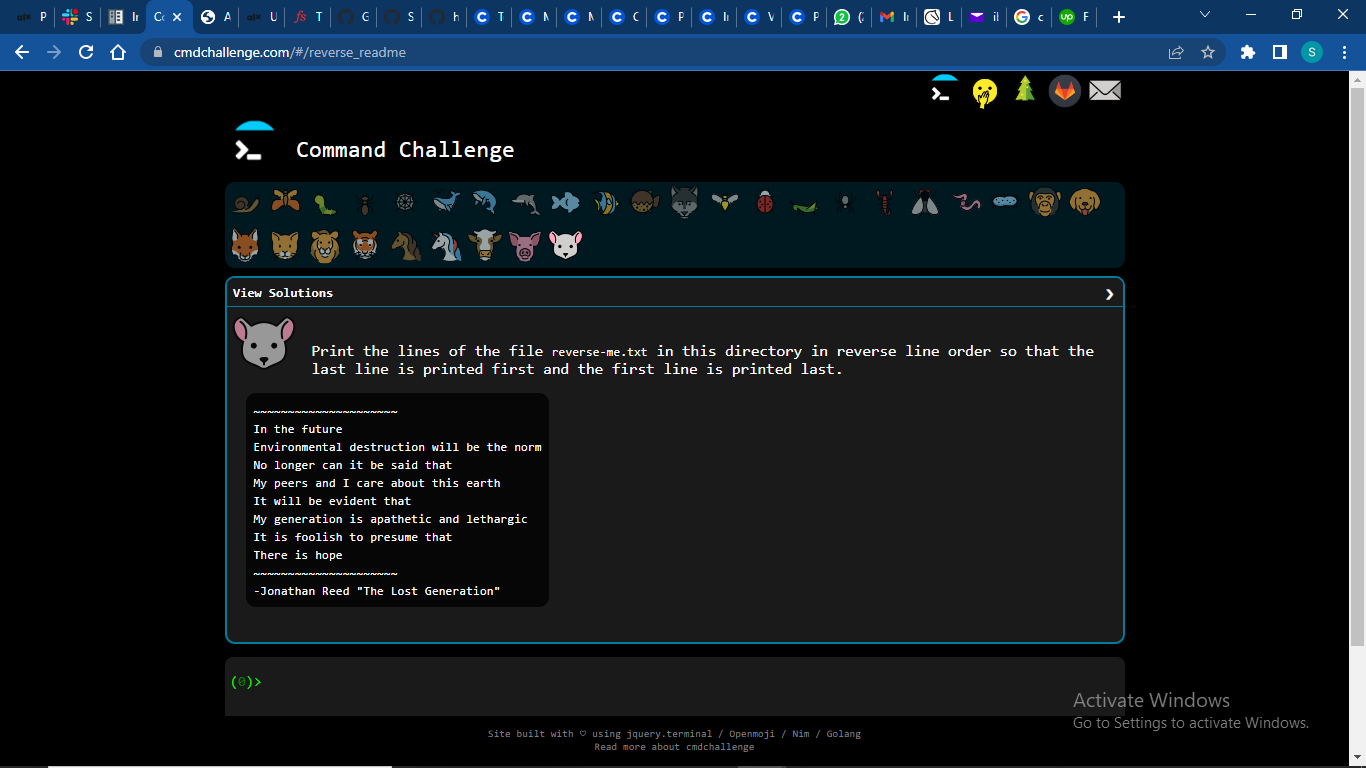 cmdchallenge.com/#/reverse_readme
Command Challenge
View Solutions
Print the lines of the file reverse-me.txt in this directory in reverse line order so that the
last line is printed first and the first line is printed last.
~~~~~~~~~~~~~~~~~~~~~
In the future
Environmental destruction will be the norm
No longer can it be said that
My peers and I care about this earth
It will be evident that
My generation is apathetic and lethargic
It is foolish to presume that
There is hope
~~~~~~~~~~~~~~~~~~~~~
-Jonathan Reed "The Lost Generation"
(0)>
Activate Windows
Go to Settings to activate Windows.
Site built with ♡ using jquery.terminal / Openmoji / Nim / Golang
Read more about cmdchallenge